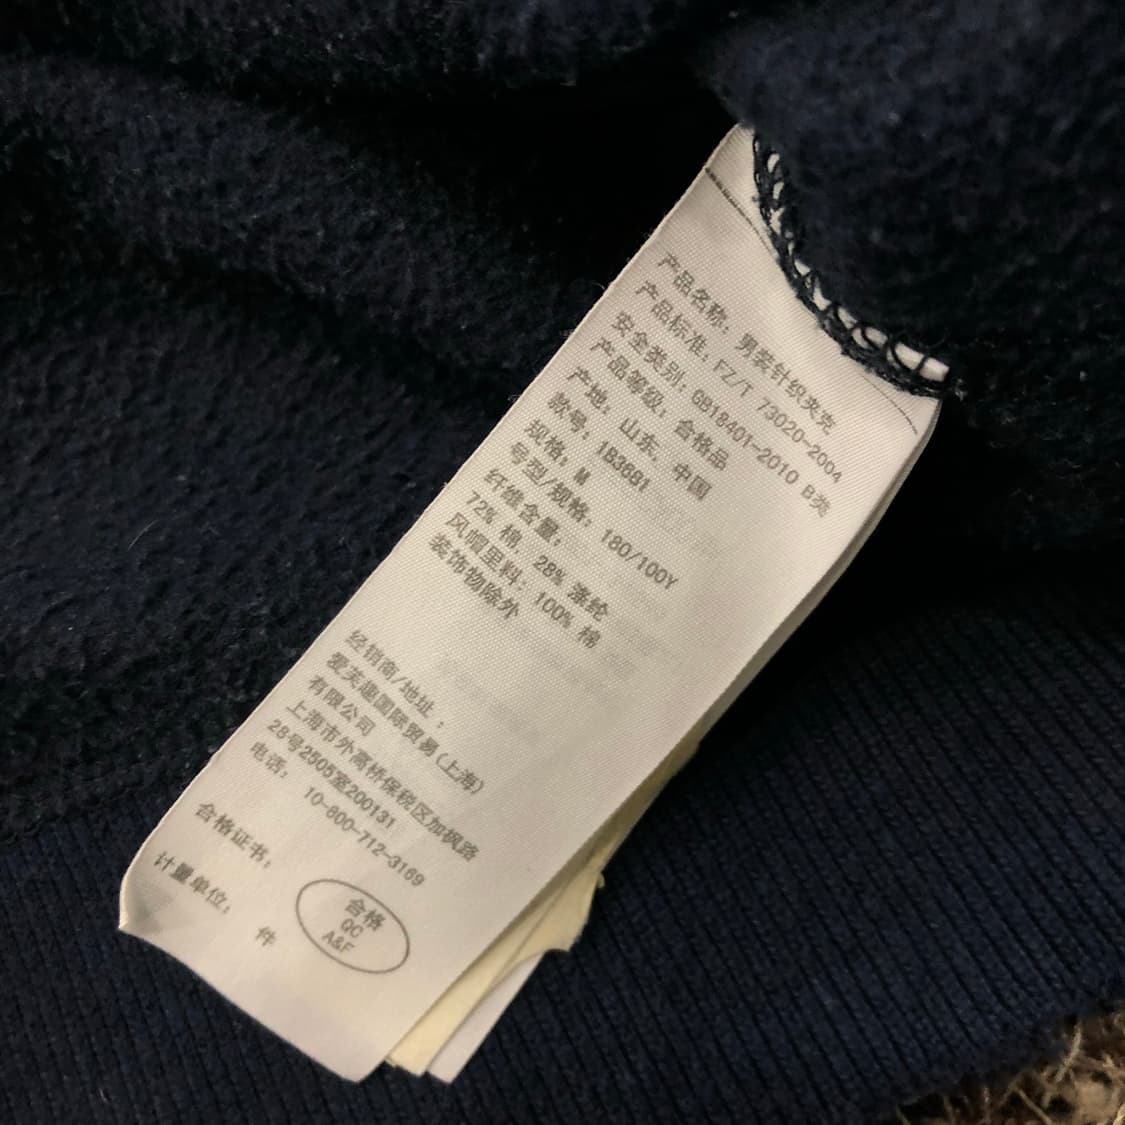 产品名称: 男装针织夹克
产品标准: FZ/T 73020-2004
安全类别: GB18401-2010 B类
产品等级: 合格品
产地: 山东, 中国
款号: 1B3681
规格: M
号型/规格: 180/100Y
纤维含量:
72% 棉, 28% 涤纶
风帽里料: 100% 棉
装饰物除外
经销商/地址:
爱芙趣国际贸易(上海)
有限公司
上海市外高桥保税区加枫路
28号2505室200131
电话:
10-800-712-3169
合格证书:
合格
QC
A&F
计量单位:
件